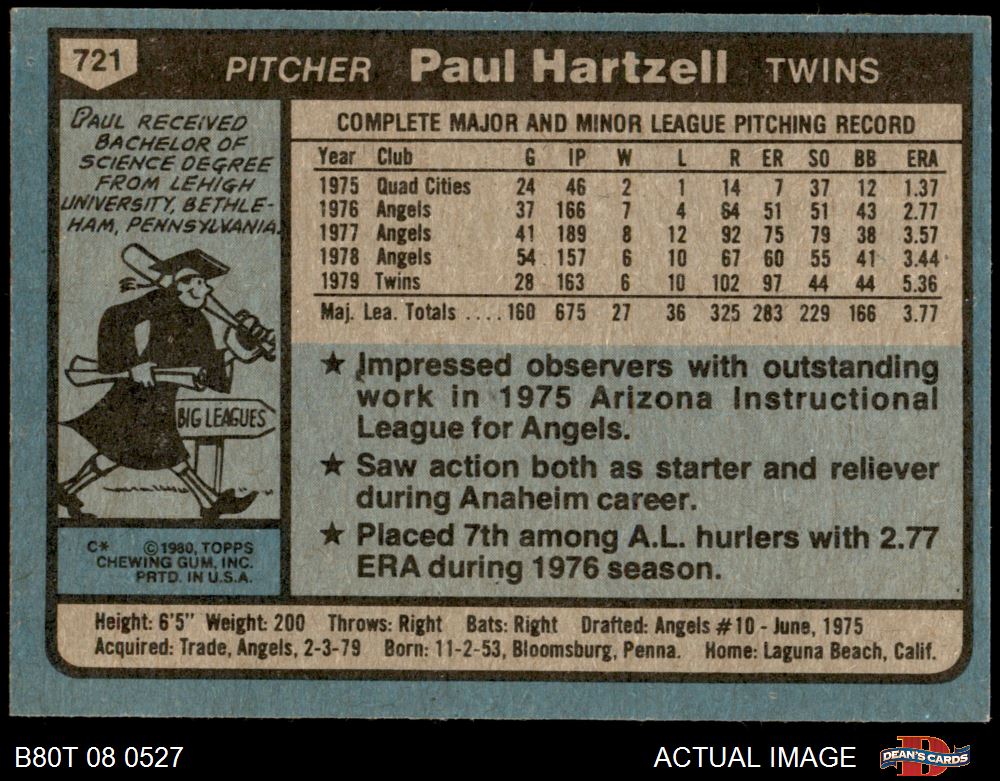 721
PITCHER Paul Hartzell TWINS
PAUL RECEIVED
BACHELOR OF
SCIENCE DEGREE
FROM LEHIGH
UNIVERSITY, BETHLE-
HAM, PENNSYLVANIA.
BIG LEAGUES
C* ©1980, TOPPS
CHEWING GUM, INC.
PRTD. IN U.S.A.
COMPLETE MAJOR AND MINOR LEAGUE PITCHING RECORD
Year Club G IP W L R ER SO BB ERA
1975 Quad Cities 24 46 2 1 14 7 37 12 1.37
1976 Angels 37 166 7 4 64 51 51 43 2.77
1977 Angels 41 189 8 12 92 75 79 38 3.57
1978 Angels 54 157 6 10 67 60 55 41 3.44
1979 Twins 28 163 6 10 102 97 44 44 5.36
Maj. Lea. Totals .... 160 675 27 36 325 283 229 166 3.77
★ Impressed observers with outstanding
work in 1975 Arizona Instructional
League for Angels.
★ Saw action both as starter and reliever
during Anaheim career.
★ Placed 7th among A.L. hurlers with 2.77
ERA during 1976 season.
Height: 6'5" Weight: 200 Throws: Right Bats: Right Drafted: Angels #10 - June, 1975
Acquired: Trade, Angels, 2-3-79 Born: 11-2-53, Bloomsburg, Penna. Home: Laguna Beach, Calif.
B80T 08 0527
ACTUAL IMAGE
DEAN'S CARDS